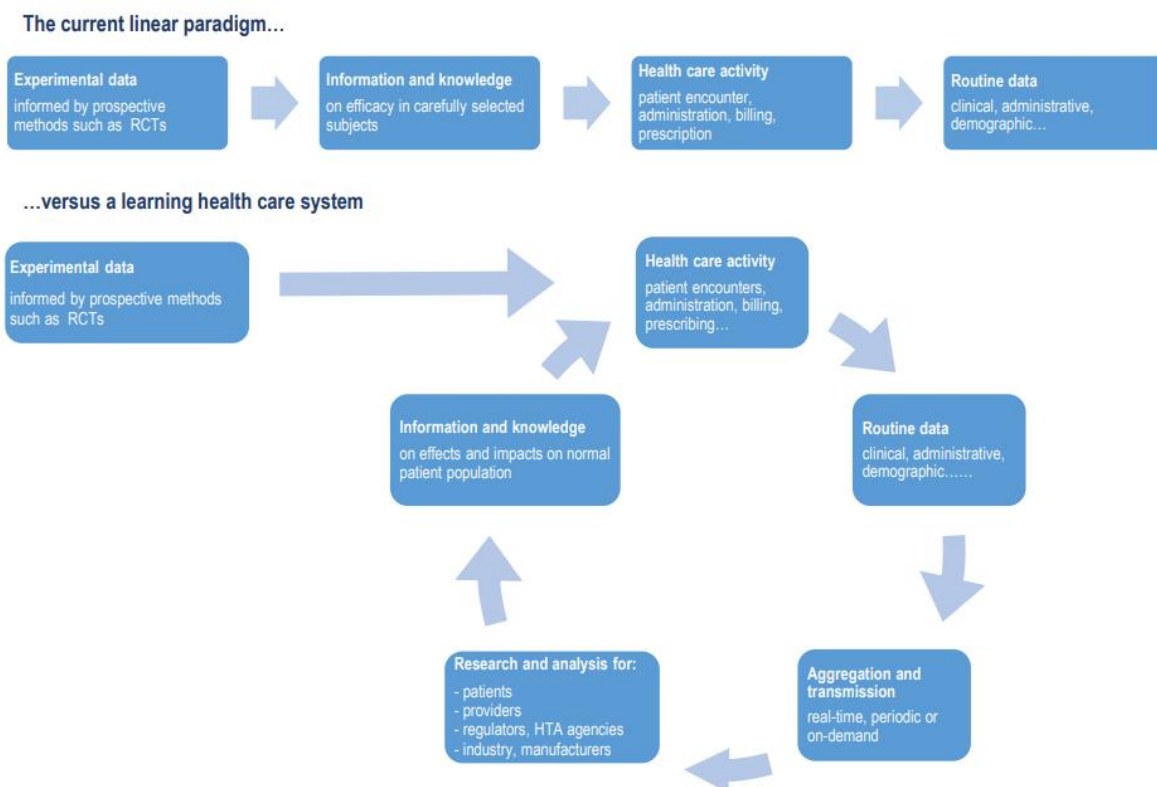 The current linear paradigm…
Experimental data
informed by prospective
methods such as RCTs
Information and knowledge
on efficacy in carefully selected
subjects
Health care activity
patient encounter,
administration, billing,
prescription
Routine data
clinical, administrative,
demographic…
…versus a learning health care system
Experimental data
informed by prospective methods
such as RCTs
Health care activity
patient encounters,
administration, billing,
prescribing…
Information and knowledge
on effects and impacts on normal
patient population
Routine data
clinical, administrative,
demographic……
Research and analysis for:
- patients
- providers
- regulators, HTA agencies
- industry, manufacturers
Aggregation and
transmission
real-time, periodic or
on-demand